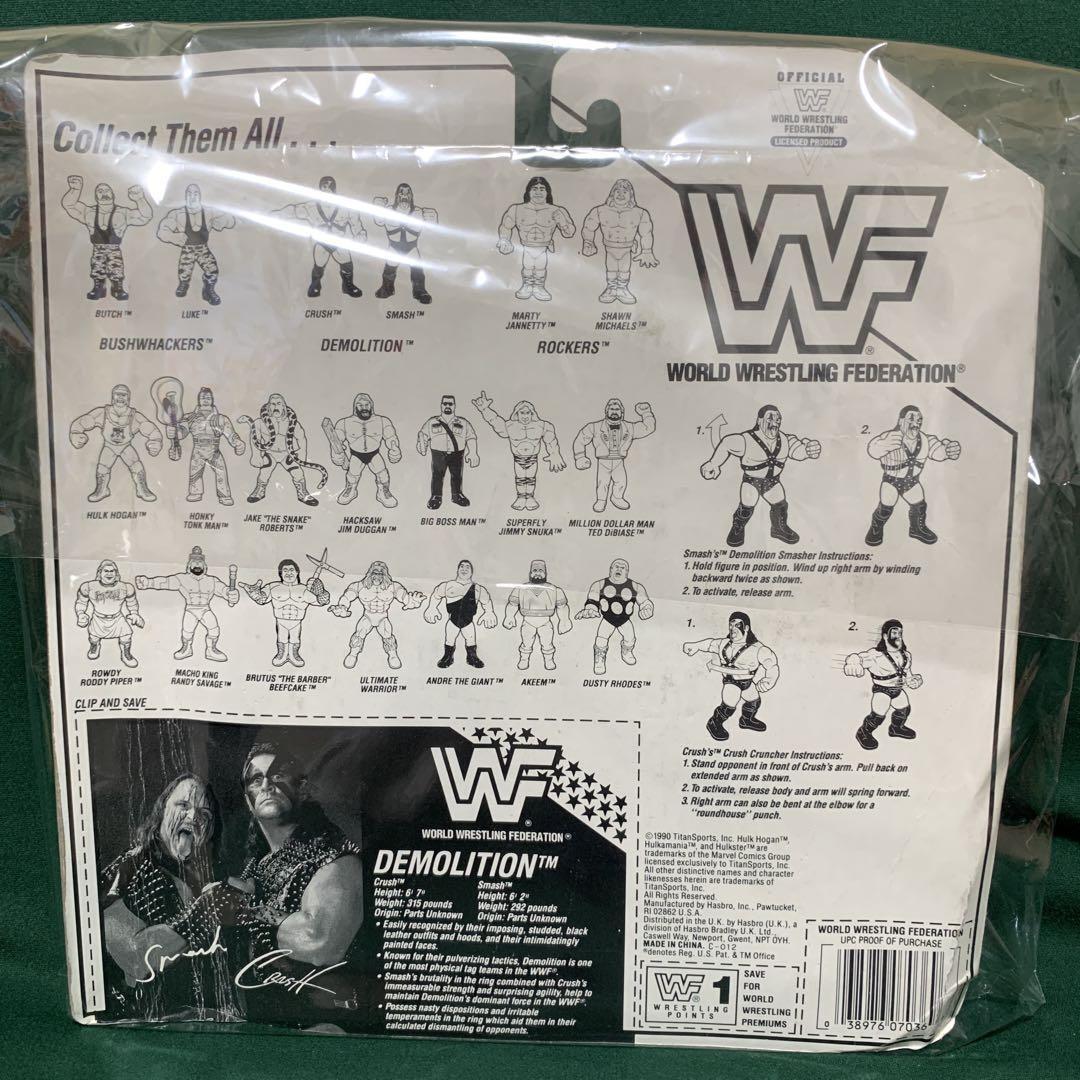 Collect Them All . . .
OFFICIAL
WF
WORLD WRESTLING
FEDERATION
LICENSED PRODUCT
BUTCH™
LUKE™
CRUSH™
SMASH™
MARTY
JANNETTY™
SHAWN
MICHAELS™
BUSHWHACKERS™
DEMOLITION™
ROCKERS™
WF®
WORLD WRESTLING FEDERATION®
HULK HOGAN™
HONKY
TONK MAN™
JAKE "THE SNAKE"
ROBERTS™
HACKSAW
JIM DUGGAN™
BIG BOSS MAN™
SUPERFLY
JIMMY SNUKA™
MILLION DOLLAR MAN
TED DiBIASE™
1.
2.
Smash's™ Demolition Smasher Instructions:
1. Hold figure in position. Wind up right arm by winding
backward twice as shown.
2. To activate, release arm.
ROWDY
RODDY PIPER™
MACHO KING
RANDY SAVAGE™
BRUTUS "THE BARBER"
BEEFCAKE™
ULTIMATE
WARRIOR™
ANDRE THE GIANT™
AKEEM™
DUSTY RHODES™
1.
2.
Crush's™ Crush Cruncher Instructions:
1. Stand opponent in front of Crush's arm. Pull back on
extended arm as shown.
2. To activate, release body and arm will spring forward.
3. Right arm can also be bent at the elbow for a
"roundhouse" punch.
CLIP AND SAVE
Smash
Crush
WF®
WORLD WRESTLING FEDERATION®
DEMOLITION™
Crush™
Height: 6' 7"
Weight: 315 pounds
Origin: Parts Unknown
Smash™
Height: 6' 2"
Weight: 292 pounds
Origin: Parts Unknown
• Easily recognized by their imposing, studded, black
leather outfits and hoods, and their intimidatingly
painted faces.
• Known for their pulverizing tactics, Demolition is one
of the most physical tag teams in the WWF®.
• Smash's brutality in the ring combined with Crush's
immeasurable strength and surprising agility, help to
maintain Demolition's dominant force in the WWF®.
• Possess nasty dispositions and irritable
temperaments in the ring which aid them in their
calculated dismantling of opponents.
©1990 TitanSports, Inc. Hulk Hogan™,
Hulkamania™, and Hulkster™ are
trademarks of the Marvel Comics Group
licensed exclusively to TitanSports, Inc.
All other distinctive names and character
likenesses herein are trademarks of
TitanSports, Inc.
All Rights Reserved.
Manufactured by Hasbro, Inc., Pawtucket,
RI 02862 U.S.A.
Distributed in the U.K. by Hasbro (U.K.), a
division of Hasbro Bradley U.K. Ltd.,
Caswell Way, Newport, Gwent, NPT OYH.
MADE IN CHINA. C-012
®denotes Reg. U.S. Pat. & TM Office
WF® 1
WRESTLING
POINTS
SAVE
FOR
WORLD
WRESTLING
PREMIUMS
WORLD WRESTLING FEDERATION
UPC PROOF OF PURCHASE
0 38976 07036